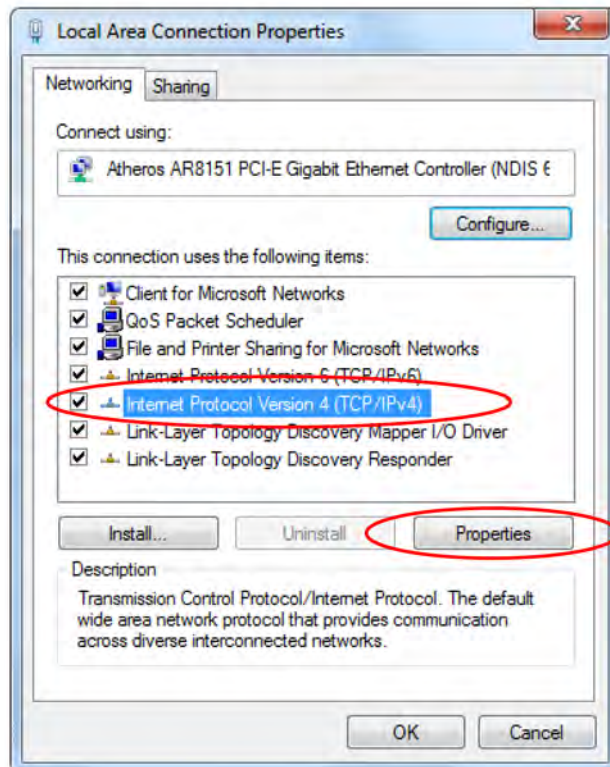 Local Area Connection Properties
Networking
Sharing
Connect using:
Atheros AR8151 PCI-E Gigabit Ethernet Controller (NDIS 6
Configure...
This connection uses the following items:
Client for Microsoft Networks
QoS Packet Scheduler
File and Printer Sharing for Microsoft Networks
Internet Protocol Version 6 (TCP/IPv6)
Internet Protocol Version 4 (TCP/IPv4)
Link-Layer Topology Discovery Mapper I/O Driver
Link-Layer Topology Discovery Responder
Install...
Uninstall
Properties
Description
Transmission Control Protocol/Internet Protocol. The default
wide area network protocol that provides communication
across diverse interconnected networks.
OK
Cancel